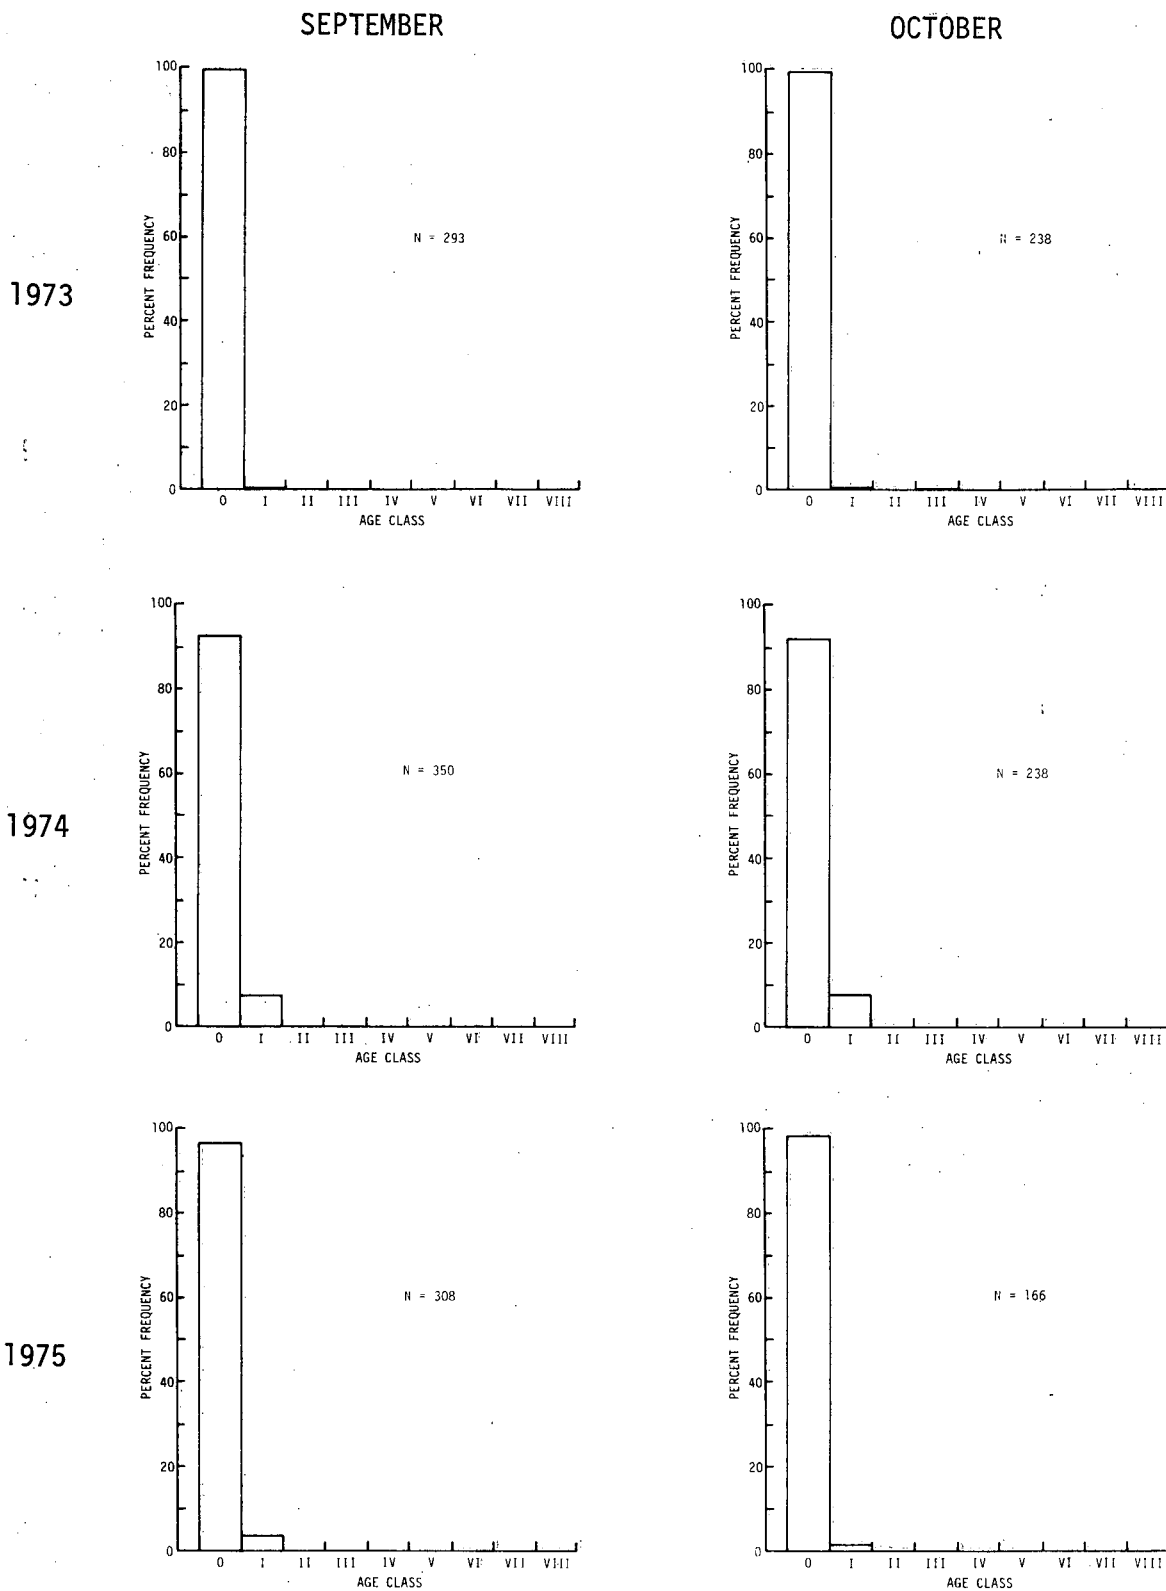 SEPTEMBER
OCTOBER
1973
PERCENT FREQUENCY
100
80
60
40
20
0
N = 293
0 I II III IV V VI VII VIII
AGE CLASS
PERCENT FREQUENCY
100
80
60
40
20
0
N = 238
0 I II III IV V VI VII VIII
AGE CLASS
1974
PERCENT FREQUENCY
100
80
60
40
20
0
N = 350
0 I II III IV V VI VII VIII
AGE CLASS
PERCENT FREQUENCY
100
80
60
40
20
0
N = 238
0 I II III IV V VI VII VIII
AGE CLASS
1975
PERCENT FREQUENCY
100
80
60
40
20
0
N = 308
0 I II III IV V VI VII VIII
AGE CLASS
PERCENT FREQUENCY
100
80
60
40
20
0
N = 166
0 I II III IV V VI VII VIII
AGE CLASS